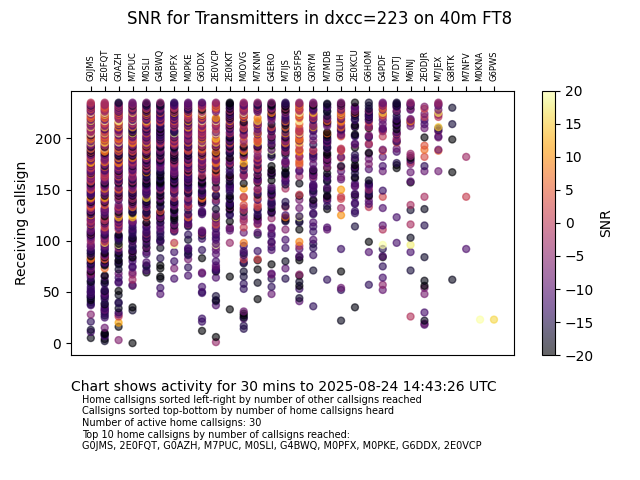 SNR for Transmitters in dxcc=223 on 40m FT8
G0JMS 2E0FQT G0AZH M7PUC M0SLI G4BWQ M0PFX M0PKE G6DDX 2E0VCP 2E0KKT M0OVG M7KNM G4ERO M7IJS GB5FPS G0RYM M7MDB G0LUH 2E0KCU G6HOM G4PDF M7DTJ M6INJ 2E0DJR M7JEX G8RTK M7NFV M0KNA G6PWS
Receiving callsign
200
150
100
50
0
20
15
10
5
0
−5
−10
−15
−20
SNR
Chart shows activity for 30 mins to 2025-08-24 14:43:26 UTC
Home callsigns sorted left-right by number of other callsigns reached
Callsigns sorted top-bottom by number of home callsigns heard
Number of active home callsigns: 30
Top 10 home callsigns by number of callsigns reached:
G0JMS, 2E0FQT, G0AZH, M7PUC, M0SLI, G4BWQ, M0PFX, M0PKE, G6DDX, 2E0VCP